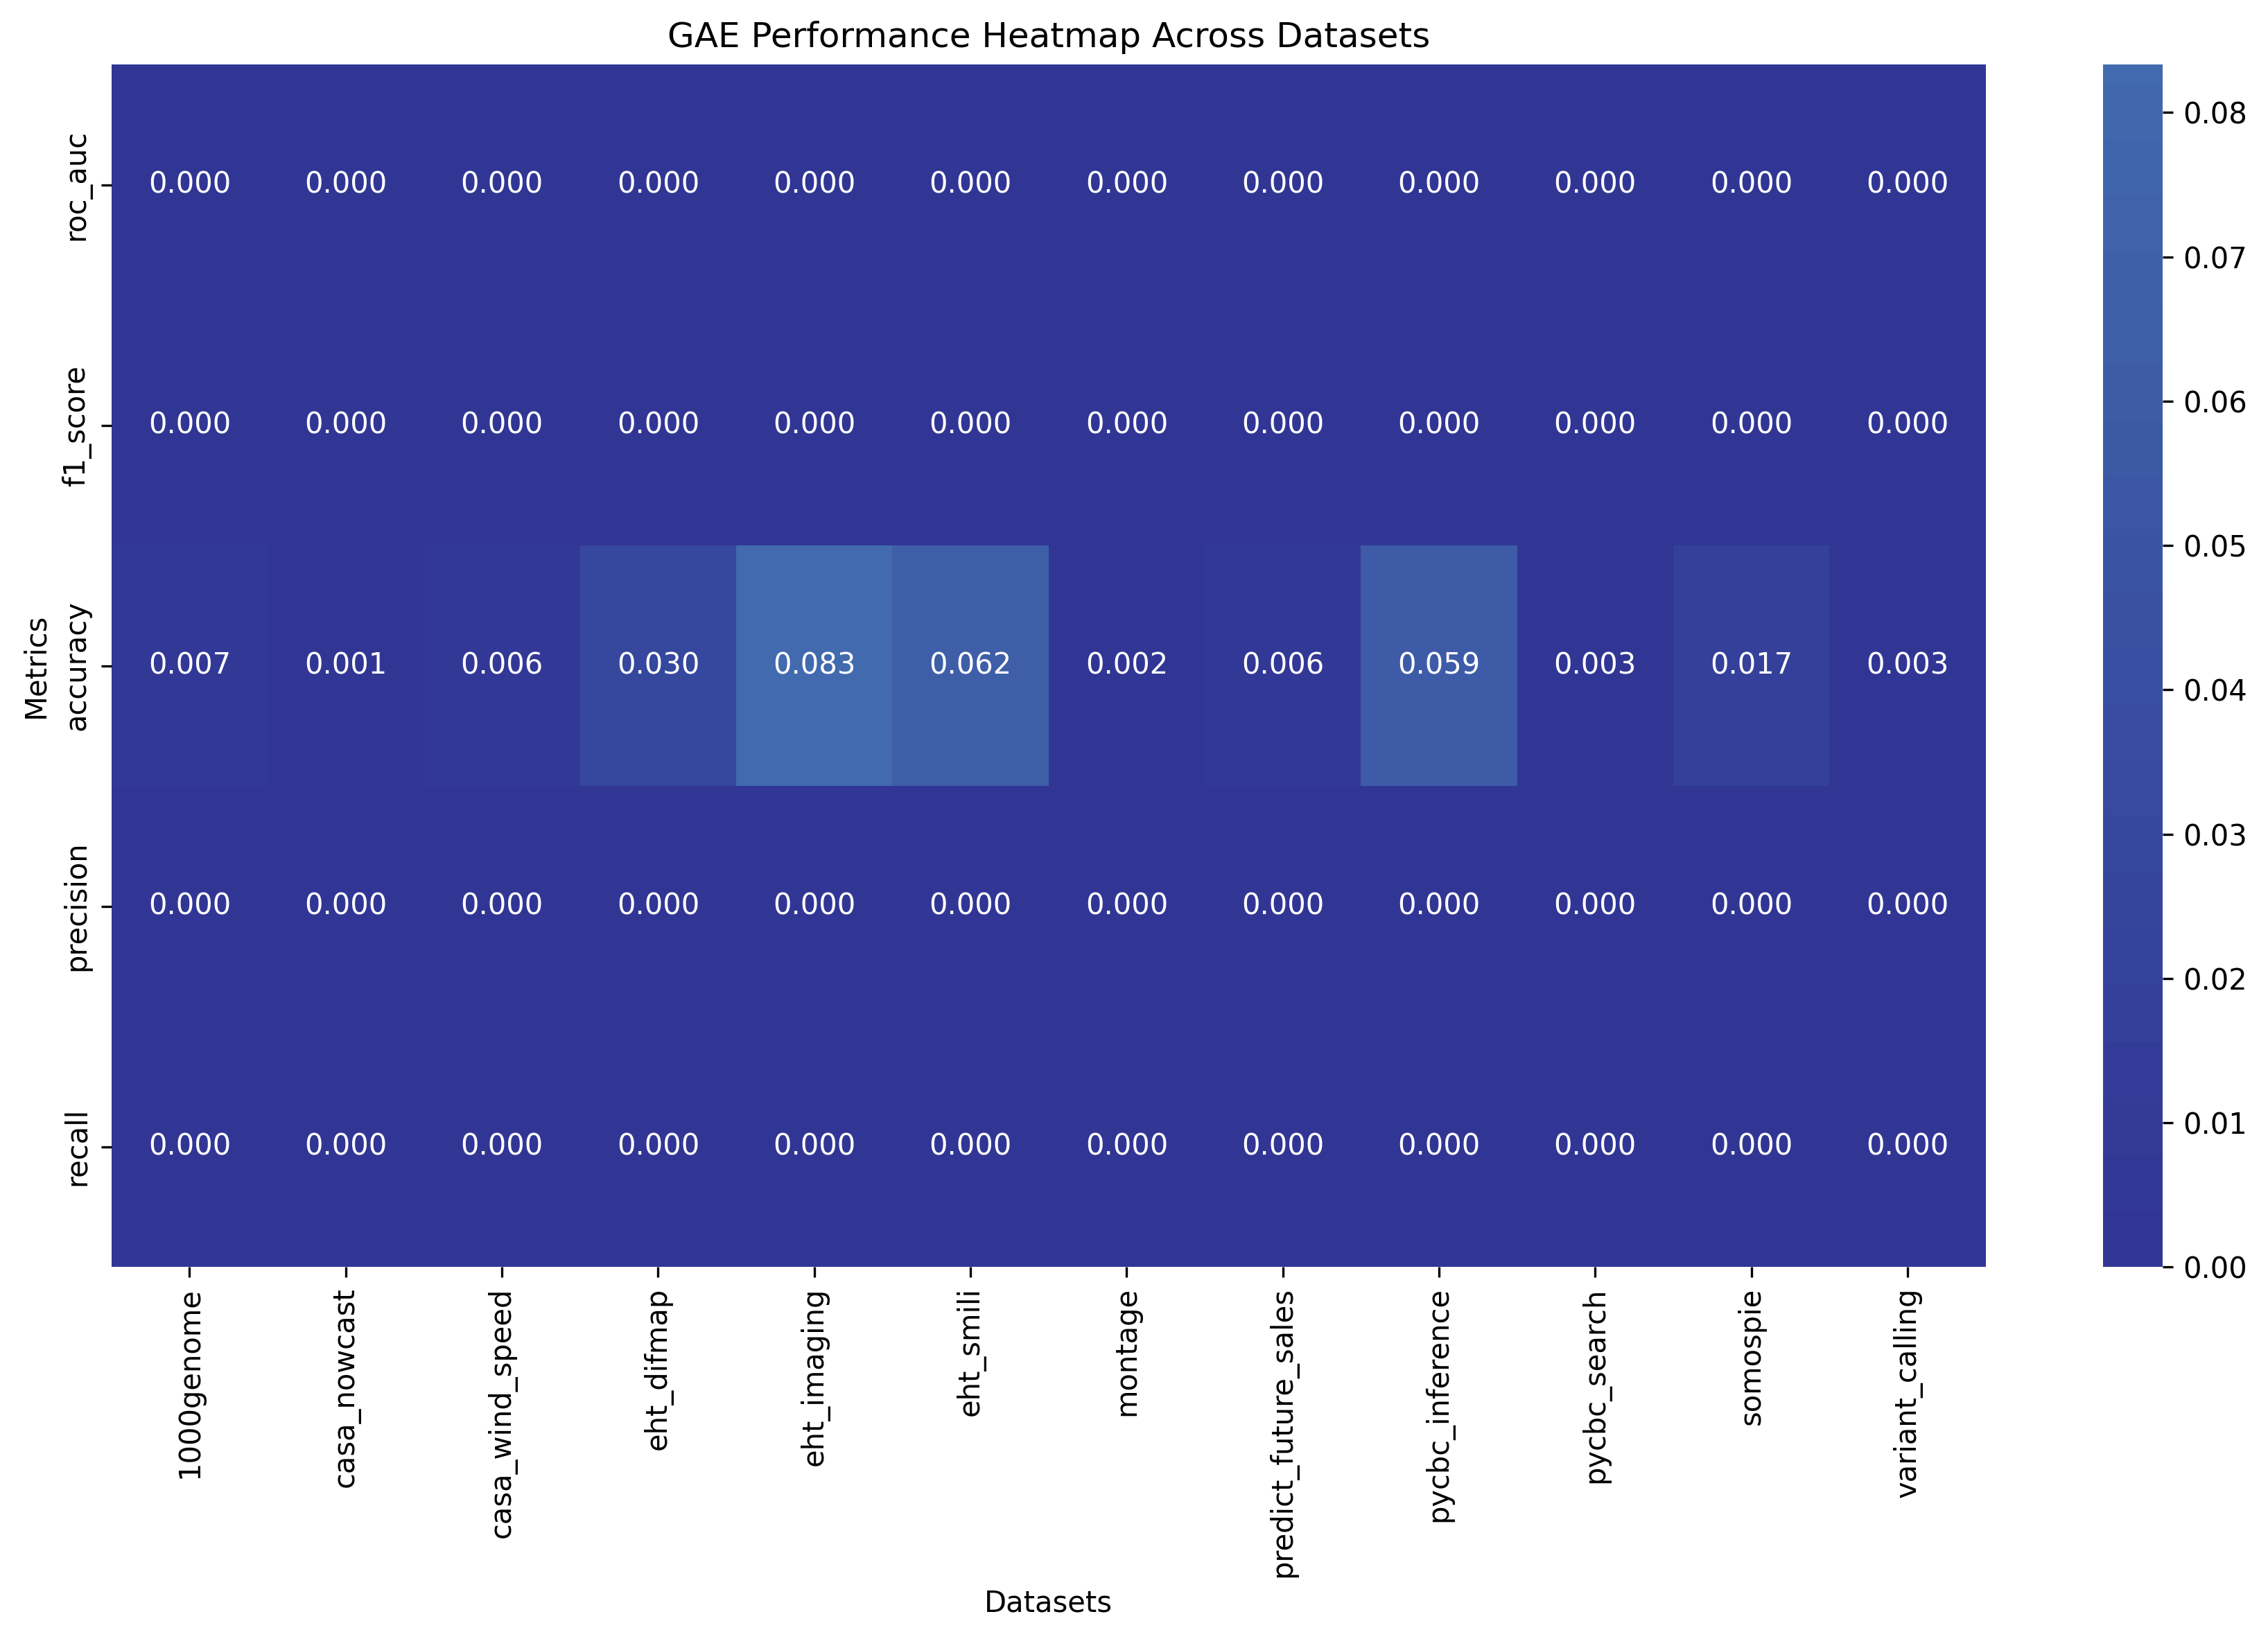 GAE Performance Heatmap Across Datasets
Metrics
roc_auc 0.000 0.000 0.000 0.000 0.000 0.000 0.000 0.000 0.000 0.000 0.000 0.000
f1_score 0.000 0.000 0.000 0.000 0.000 0.000 0.000 0.000 0.000 0.000 0.000 0.000
accuracy 0.007 0.001 0.006 0.030 0.083 0.062 0.002 0.006 0.059 0.003 0.017 0.003
precision 0.000 0.000 0.000 0.000 0.000 0.000 0.000 0.000 0.000 0.000 0.000 0.000
recall 0.000 0.000 0.000 0.000 0.000 0.000 0.000 0.000 0.000 0.000 0.000 0.000
1000genome
casa_nowcast
casa_wind_speed
eht_difmap
eht_imaging
eht_smili
montage
predict_future_sales
pycbc_inference
pycbc_search
somospie
variant_calling
Datasets
0.08
0.07
0.06
0.05
0.04
0.03
0.02
0.01
0.00